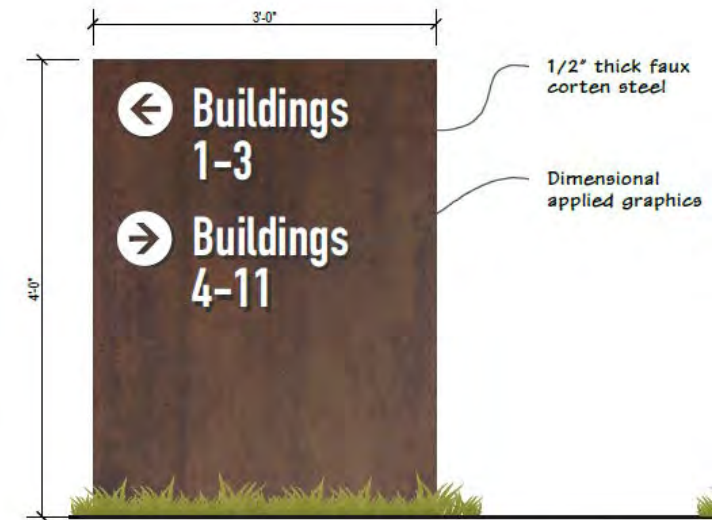 3'-0"
1/2" thick faux
corten steel
Buildings
1-3
Dimensional
applied graphics
Buildings
4-11
4'-0"